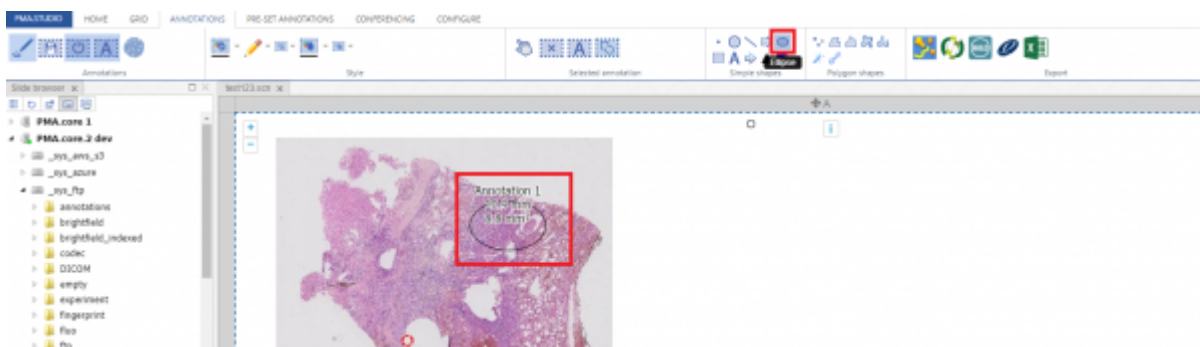 PMA.STUDIO HOME GRID ANNOTATIONS PRE-SET ANNOTATIONS CONFERENCING CONFIGURE
Annotations Style Selected annotation Simple shapes Polygon shapes Export
Ellipse
Slide browser
A
PMA.core 1
PMA.core.2 dev
_sys_aws_s3
_sys_azure
_sys_ftp
annotations
brightfield
brightfield_indexed
codec
DICOM
empty
experiment
fingerprint
fluo
Annotation 1